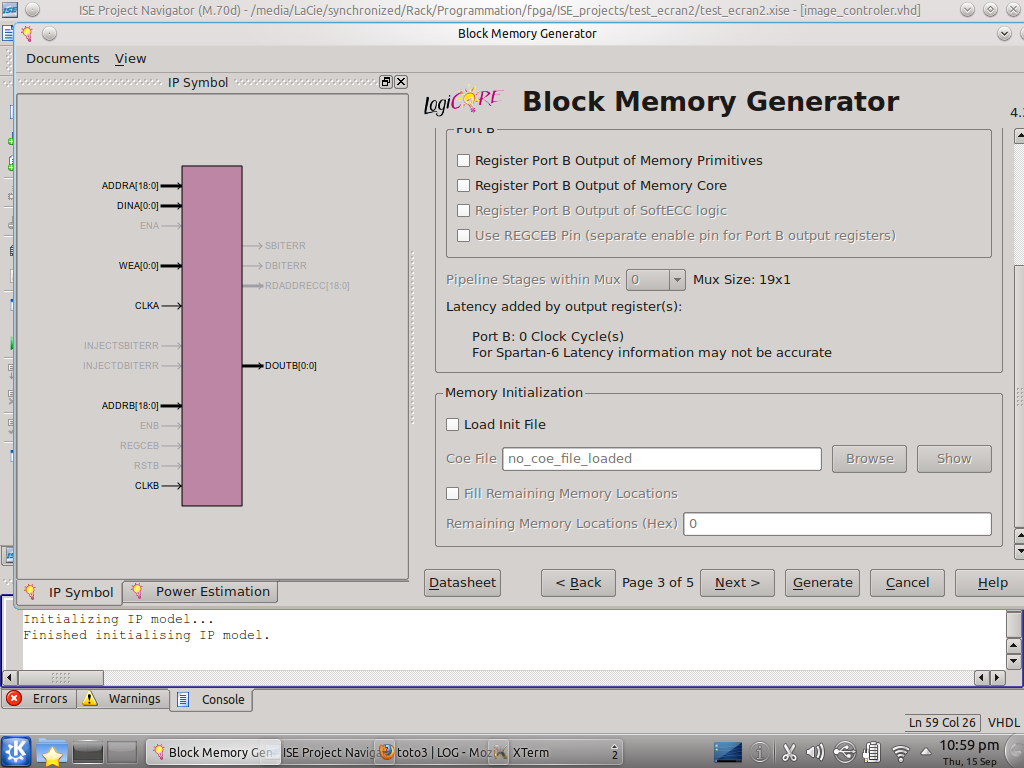 ISE Project Navigator (M.70d) - /media/LaCie/synchronized/Rack/Programmation/fpga/ISE_projects/test_ecran2/test_ecran2.xise - [image_controler.vhd]
Block Memory Generator
Documents View
IP Symbol
LogiCORE Block Memory Generator
4.
Port B
Register Port B Output of Memory Primitives
Register Port B Output of Memory Core
Register Port B Output of SoftECC logic
Use REGCEB Pin (separate enable pin for Port B output registers)
Pipeline Stages within Mux 0 Mux Size: 19x1
Latency added by output register(s):
Port B: 0 Clock Cycle(s)
For Spartan-6 Latency information may not be accurate
Memory Initialization
Load Init File
Coe File no_coe_file_loaded Browse Show
Fill Remaining Memory Locations
Remaining Memory Locations (Hex) 0
ADDRA[18:0]
DINA[0:0]
ENA
SBITERR
WEA[0:0]
DBITERR
RDADDRECC[18:0]
CLKA
INJECTSBITERR
INJECTDBITERR
DOUTB[0:0]
ADDRB[18:0]
ENB
REGCEB
RSTB
CLKB
IP Symbol Power Estimation
Datasheet < Back Page 3 of 5 Next > Generate Cancel Help
Initializing IP model...
Finished initialising IP model.
Errors Warnings Console
Ln 59 Col 26 VHDL
Block Memory Gen ISE Project Naviga toto3 | LOG - Moz XTerm 2
10:59 pm
Thu, 15 Sep